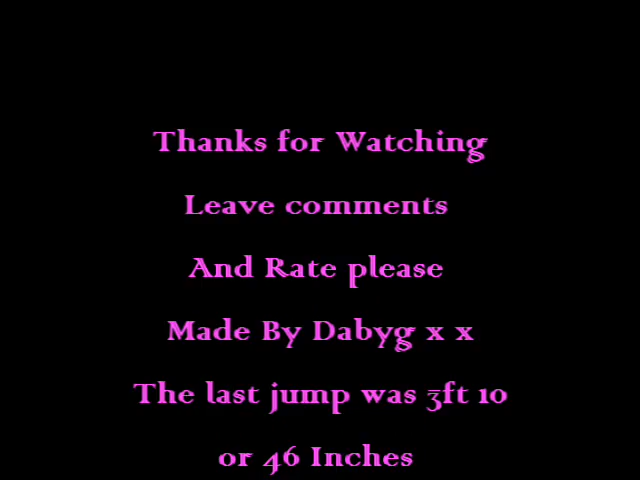 Thanks for Watching
Leave comments
And Rate please
Made By Dabyg x x
The last jump was 3ft 10
or 46 Inches